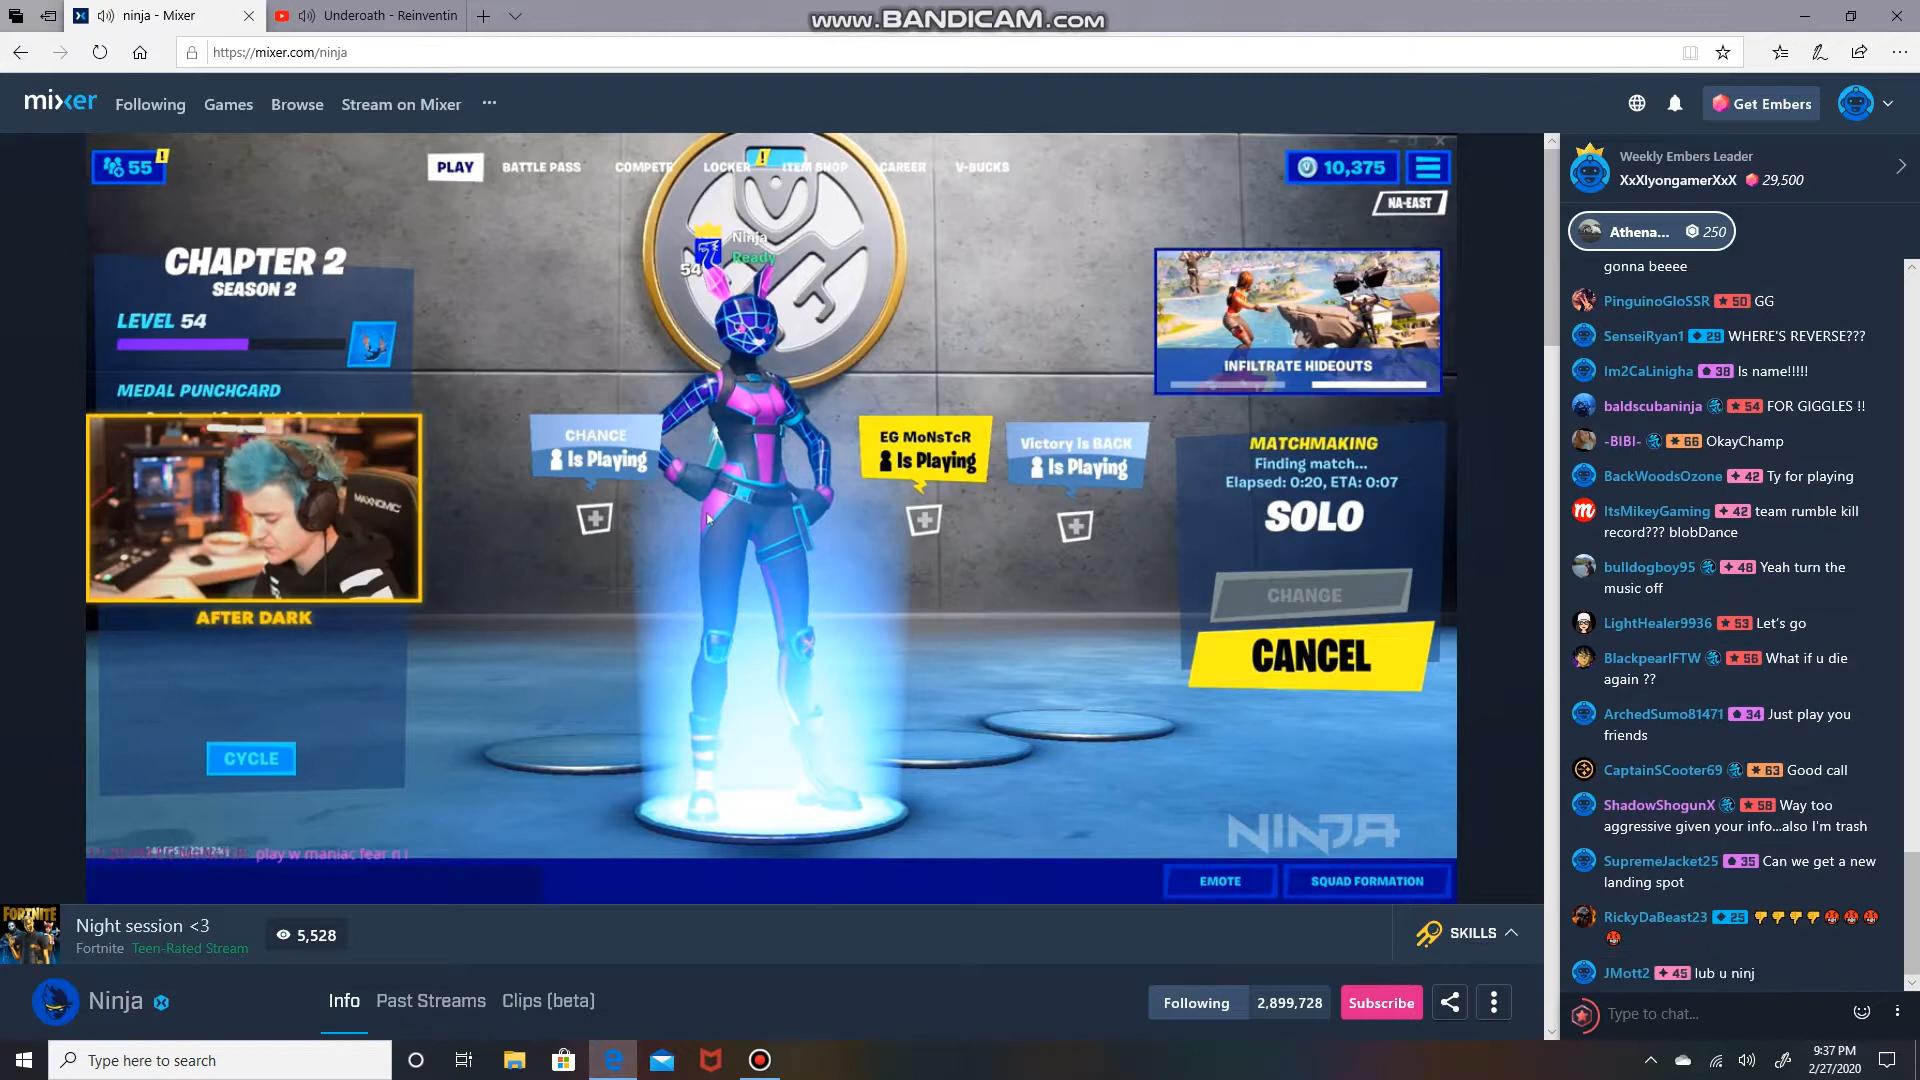 ninja - Mixer
Underoath - Reinventin
WWW.BANDICAM.COM
https://mixer.com/ninja
mixer
Following
Games
Browse
Stream on Mixer
Get Embers
55
PLAY
BATTLE PASS
COMPETE
LOCKER
ITEM SHOP
CAREER
V-BUCKS
10,375
NA-EAST
CHAPTER 2
SEASON 2
LEVEL 54
MEDAL PUNCHCARD
Ninja
Ready
54
CHANCE
Is Playing
EG MoNsTcR
Is Playing
Victory is BACK
Is Playing
INFILTRATE HIDEOUTS
MATCHMAKING
Finding match...
Elapsed: 0:20, ETA: 0:07
SOLO
CHANGE
CANCEL
MAXNOMIC
AFTER DARK
CYCLE
NINJA
play w maniac fear n i
EMOTE
SQUAD FORMATION
Night session <3
Fortnite Teen-Rated Stream
5,528
SKILLS
FORTNITE
Ninja
Info
Past Streams
Clips (beta)
Following 2,899,728
Subscribe
Weekly Embers Leader
XxXlyongamerXxX 29,500
Athena... 250
gonna beeee
PinguinoGloSSR 50 GG
SenseiRyan1 29 WHERE'S REVERSE???
Im2CaLinigha 38 Is name!!!!!
baldscubaninja 54 FOR GIGGLES !!
-BIBI- 66 OkayChamp
BackWoodsOzone 42 Ty for playing
ItsMikeyGaming 42 team rumble kill
record??? blobDance
bulldogboy95 48 Yeah turn the
music off
LightHealer9936 53 Let's go
BlackpearlFTW 56 What if u die
again ??
ArchedSumo81471 34 Just play you
friends
CaptainSCooter69 63 Good call
ShadowShogunX 58 Way too
aggressive given your info...also I'm trash
SupremeJacket25 35 Can we get a new
landing spot
RickyDaBeast23 25
JMott2 45 lub u ninj
Type to chat...
Type here to search
9:37 PM
2/27/2020